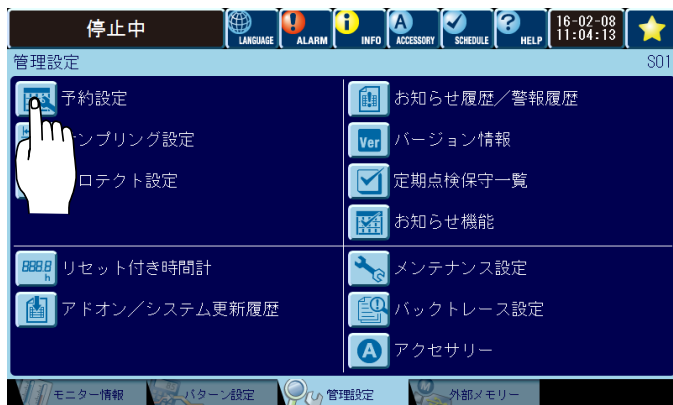 停止中
LANGUAGE
ALARM
INFO
A
ACCESSORY
SCHEDULE
?
HELP
16-02-08
11:04:13
管理設定
S01
予約設定
ンプリング設定
ロテクト設定
8888
h
リセット付き時間計
アドオン／システム更新履歴
お知らせ履歴／警報履歴
Ver
バージョン情報
定期点検保守一覧
お知らせ機能
メンテナンス設定
バックトレース設定
A
アクセサリー
モニター情報
パターン設定
管理設定
外部メモリー